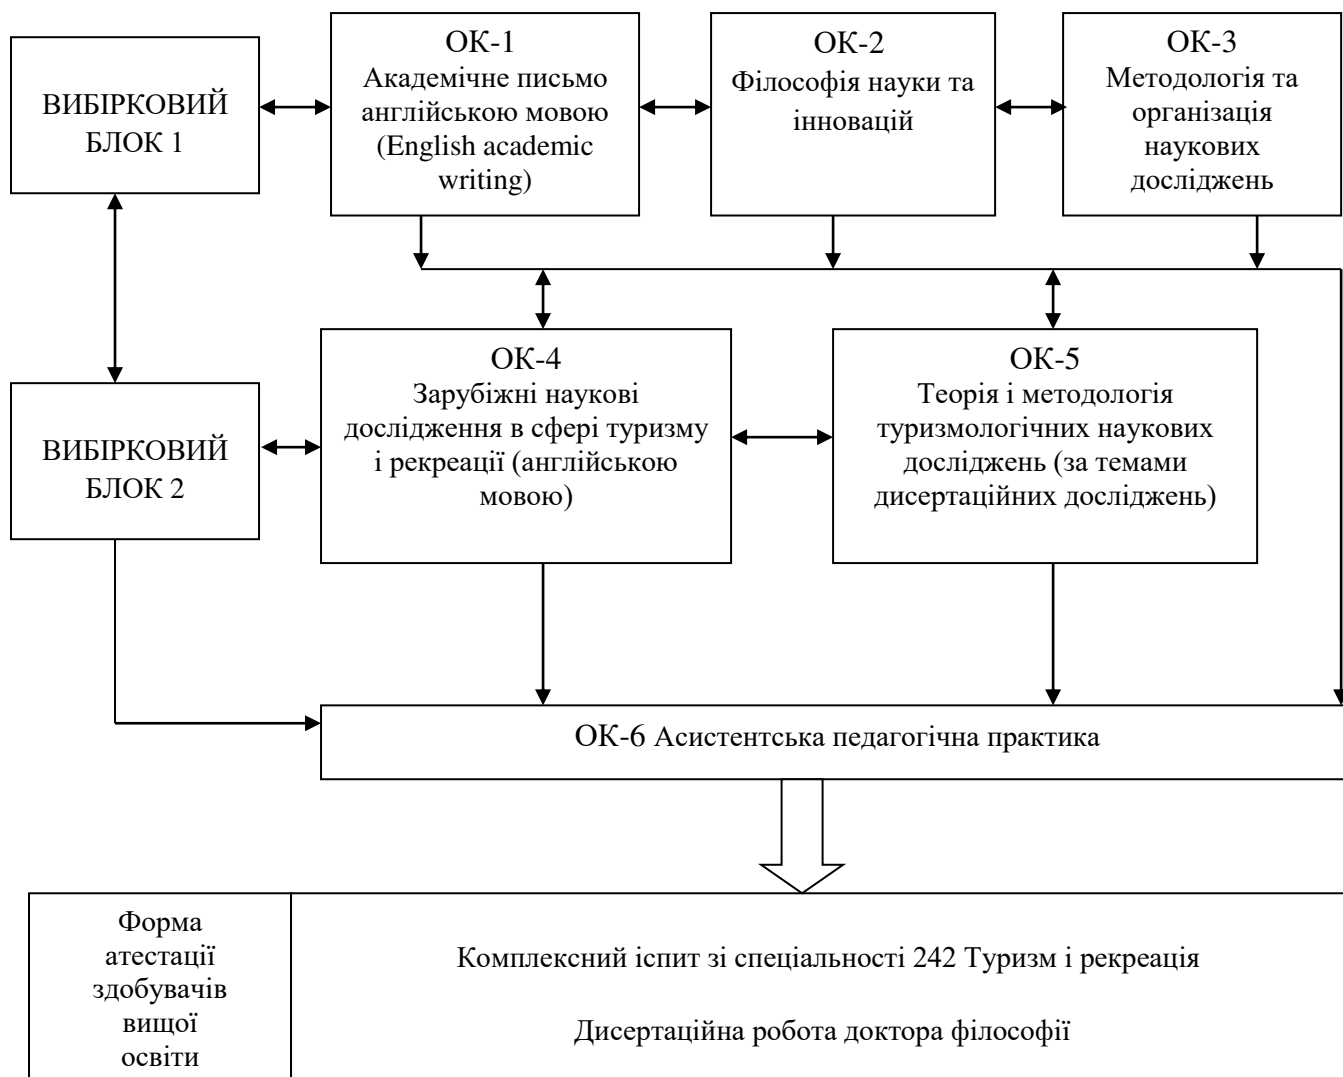 ВИБІРКОВИЙ
БЛОК 1
ОК-1
Академічне письмо
англійською мовою
(English academic
writing)
ОК-2
Філософія науки та
інновацій
ОК-3
Методологія та
організація
наукових
досліджень
ВИБІРКОВИЙ
БЛОК 2
ОК-4
Зарубіжні наукові
дослідження в сфері туризму
і рекреації (англійською
мовою)
ОК-5
Теорія і методологія
туризмологічних наукових
досліджень (за темами
дисертаційних досліджень)
ОК-6 Асистентська педагогічна практика
Форма
атестації
здобувачів
вищої
освіти
Комплексний іспит зі спеціальності 242 Туризм і рекреація
Дисертаційна робота доктора філософії